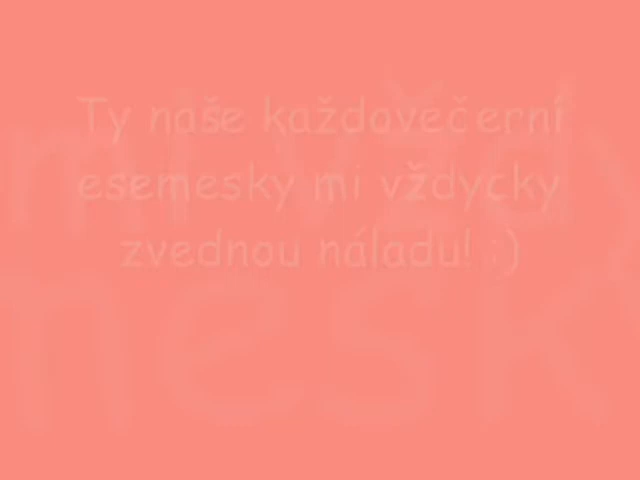 Ty naše každovečerní
esemesky mi vždycky
zvednou náladu! :)